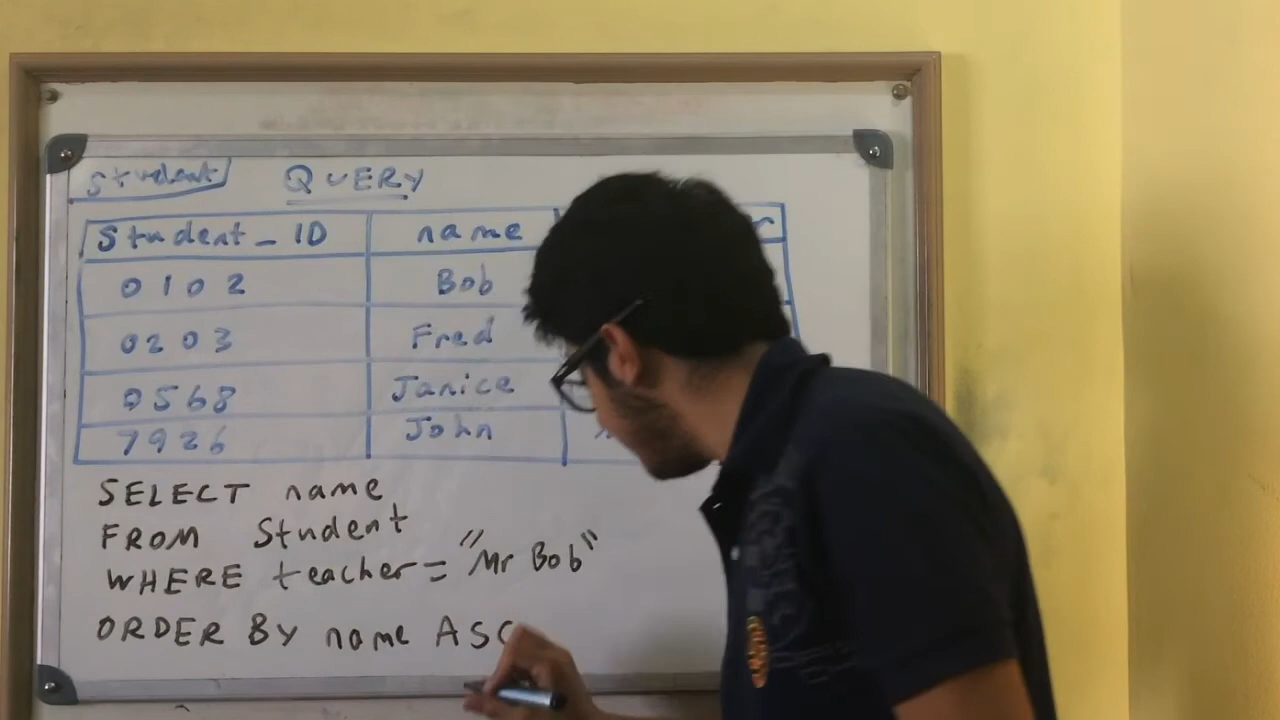 Student QUERY
Student_ID name
0102 Bob
0203 Fred
0568 Janice
7926 John
SELECT name
FROM Student
WHERE teacher="Mr Bob"
ORDER BY name ASC